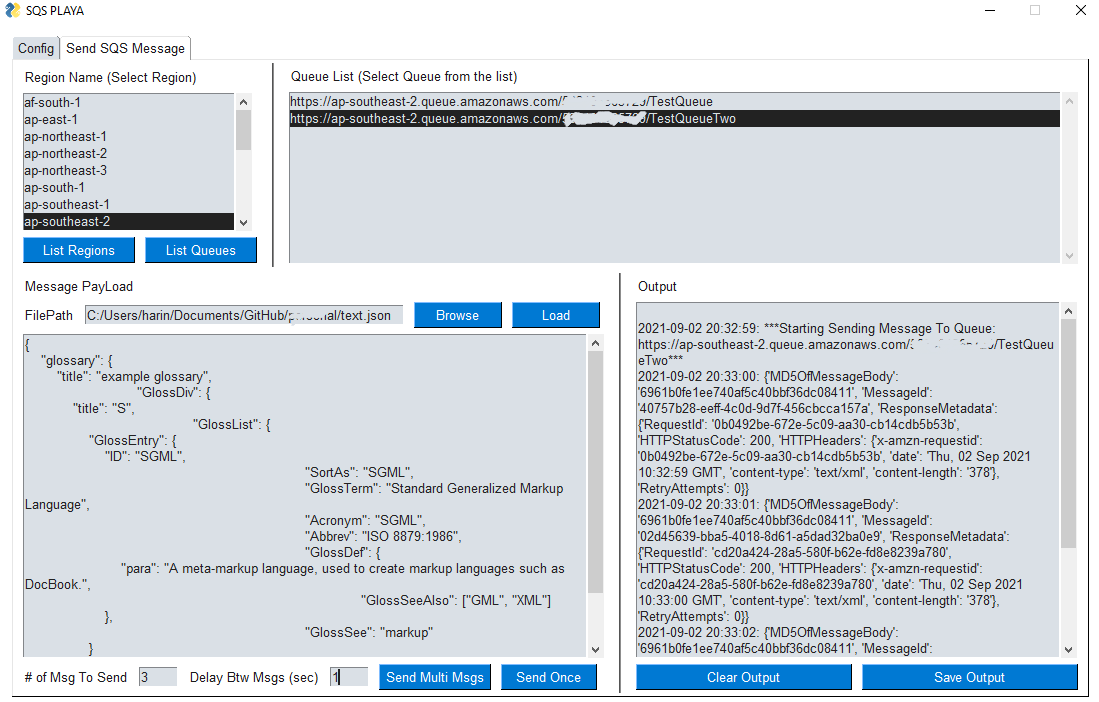 SQS PLAYA
Config
Send SQS Message
Region Name (Select Region)
af-south-1
ap-east-1
ap-northeast-1
ap-northeast-2
ap-northeast-3
ap-south-1
ap-southeast-1
ap-southeast-2
List Regions
List Queues
Queue List (Select Queue from the list)
https://ap-southeast-2.queue.amazonaws.com/ /TestQueue
https://ap-southeast-2.queue.amazonaws.com/ /TestQueueTwo
Message PayLoad
FilePath
C:/Users/harin/Documents/GitHub/ /text.json
Browse
Load
{
"glossary": {
"title": "example glossary",
"GlossDiv": {
"title": "S",
"GlossList": {
"GlossEntry": {
"ID": "SGML",
"SortAs": "SGML",
"GlossTerm": "Standard Generalized Markup
Language",
"Acronym": "SGML",
"Abbrev": "ISO 8879:1986",
"GlossDef": {
"para": "A meta-markup language, used to create markup languages such as
DocBook.",
"GlossSeeAlso": ["GML", "XML"]
},
"GlossSee": "markup"
}
# of Msg To Send
3
Delay Btw Msgs (sec)
1
Send Multi Msgs
Send Once
Output
2021-09-02 20:32:59: ***Starting Sending Message To Queue:
https://ap-southeast-2.queue.amazonaws.com/ /TestQueu
eTwo***
2021-09-02 20:33:00: {'MD5OfMessageBody':
'6961b0fe1ee740af5c40bbf36dc08411', 'MessageId':
'40757b28-eeff-4c0d-9d7f-456cbcca157a', 'ResponseMetadata':
{'RequestId': '0b0492be-672e-5c09-aa30-cb14cdb5b53b',
'HTTPStatusCode': 200, 'HTTPHeaders': {'x-amzn-requestid':
'0b0492be-672e-5c09-aa30-cb14cdb5b53b', 'date': 'Thu, 02 Sep 2021
10:32:59 GMT', 'content-type': 'text/xml', 'content-length': '378'},
'RetryAttempts': 0}}
2021-09-02 20:33:01: {'MD5OfMessageBody':
'6961b0fe1ee740af5c40bbf36dc08411', 'MessageId':
'02d45639-bba5-4018-8d61-a5dad32ba0e9', 'ResponseMetadata':
{'RequestId': 'cd20a424-28a5-580f-b62e-fd8e8239a780',
'HTTPStatusCode': 200, 'HTTPHeaders': {'x-amzn-requestid':
'cd20a424-28a5-580f-b62e-fd8e8239a780', 'date': 'Thu, 02 Sep 2021
10:33:00 GMT', 'content-type': 'text/xml', 'content-length': '378'},
'RetryAttempts': 0}}
2021-09-02 20:33:02: {'MD5OfMessageBody':
'6961b0fe1ee740af5c40bbf36dc08411', 'MessageId':
Clear Output
Save Output